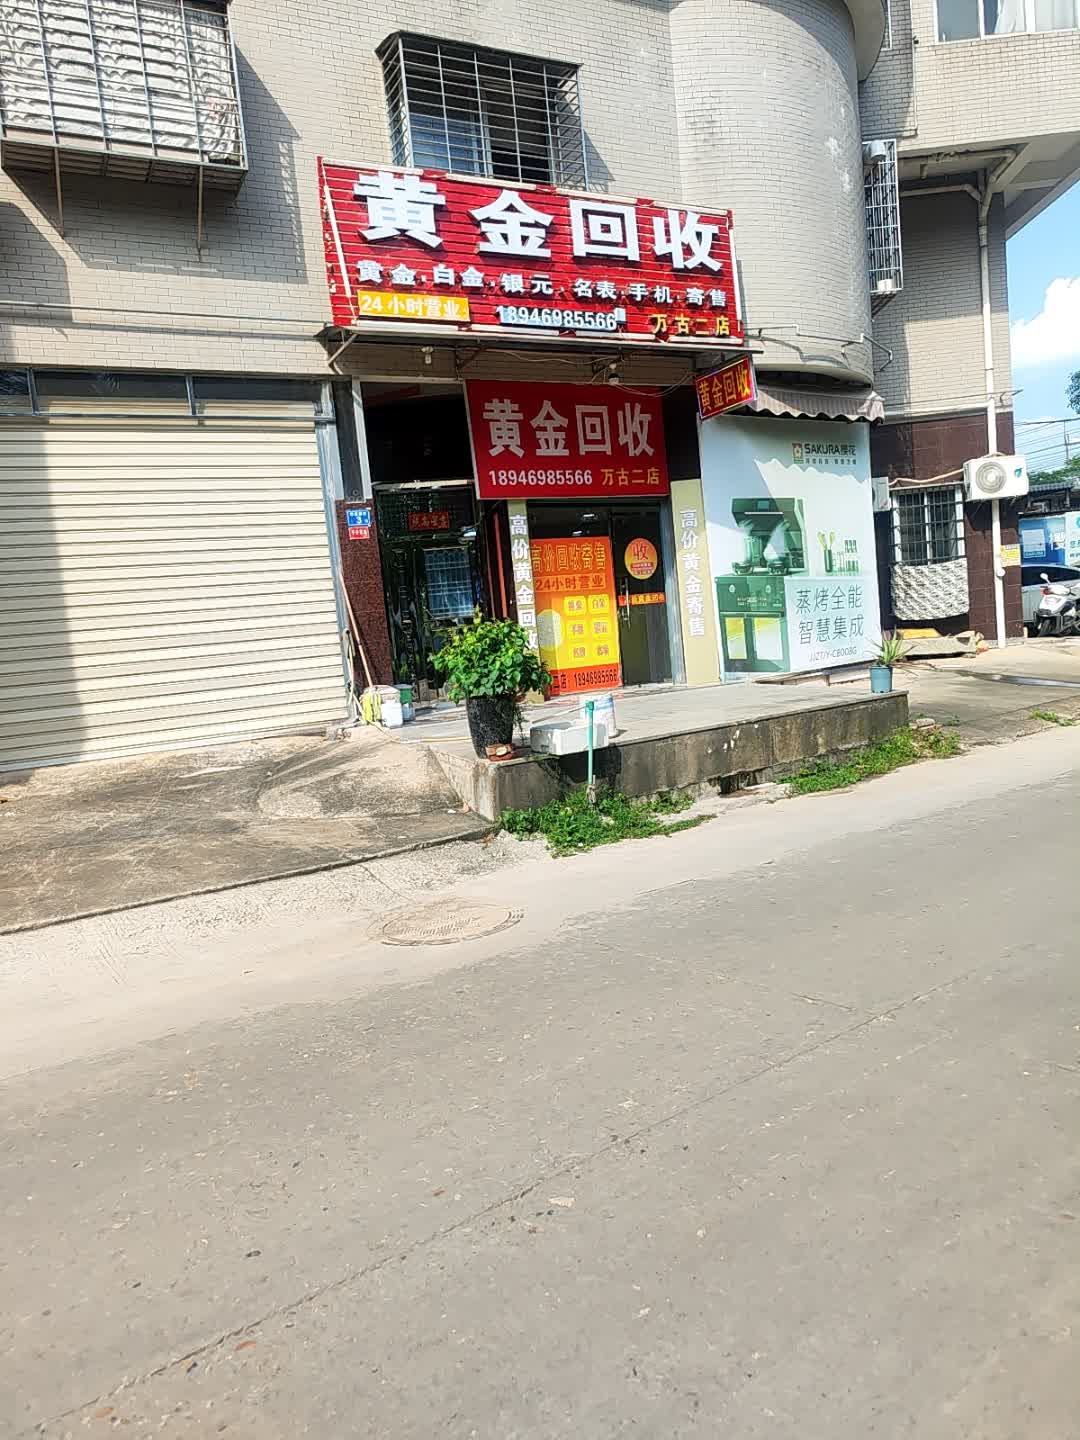 黄金回收
黄金.白金.银元.名表.手机.寄售
24小时营业
18946985566
万古二店
黄金回收
黄金回收
18946985566 万古二店
SAKURA樱花
3
高价黄金回收
高价回收寄售
24小时营业
收
高价黄金寄售
店：18946985566
蒸烤全能
智慧集成
JJZT/Y-CB008G